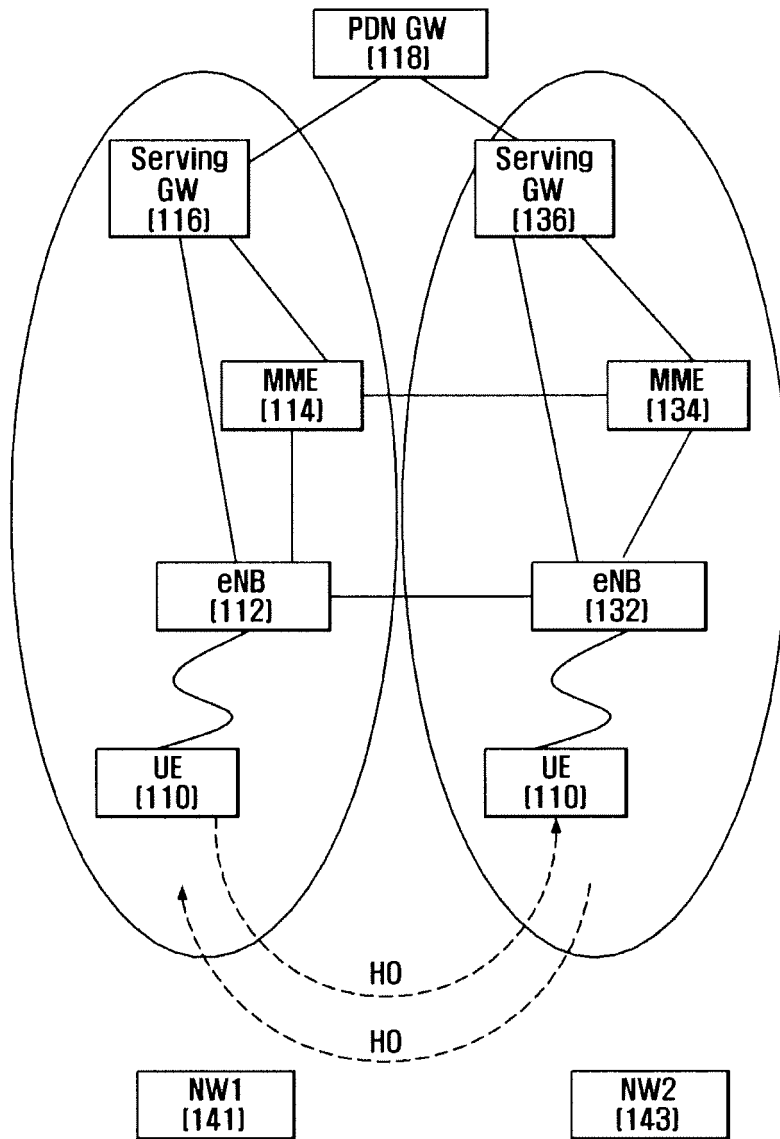 PDN GW
(118)
Serving
GW
(116)
Serving
GW
(136)
MME
(114)
MME
(134)
eNB
(112)
eNB
(132)
UE
(110)
UE
(110)
HO
HO
NW1
(141)
NW2
(143)